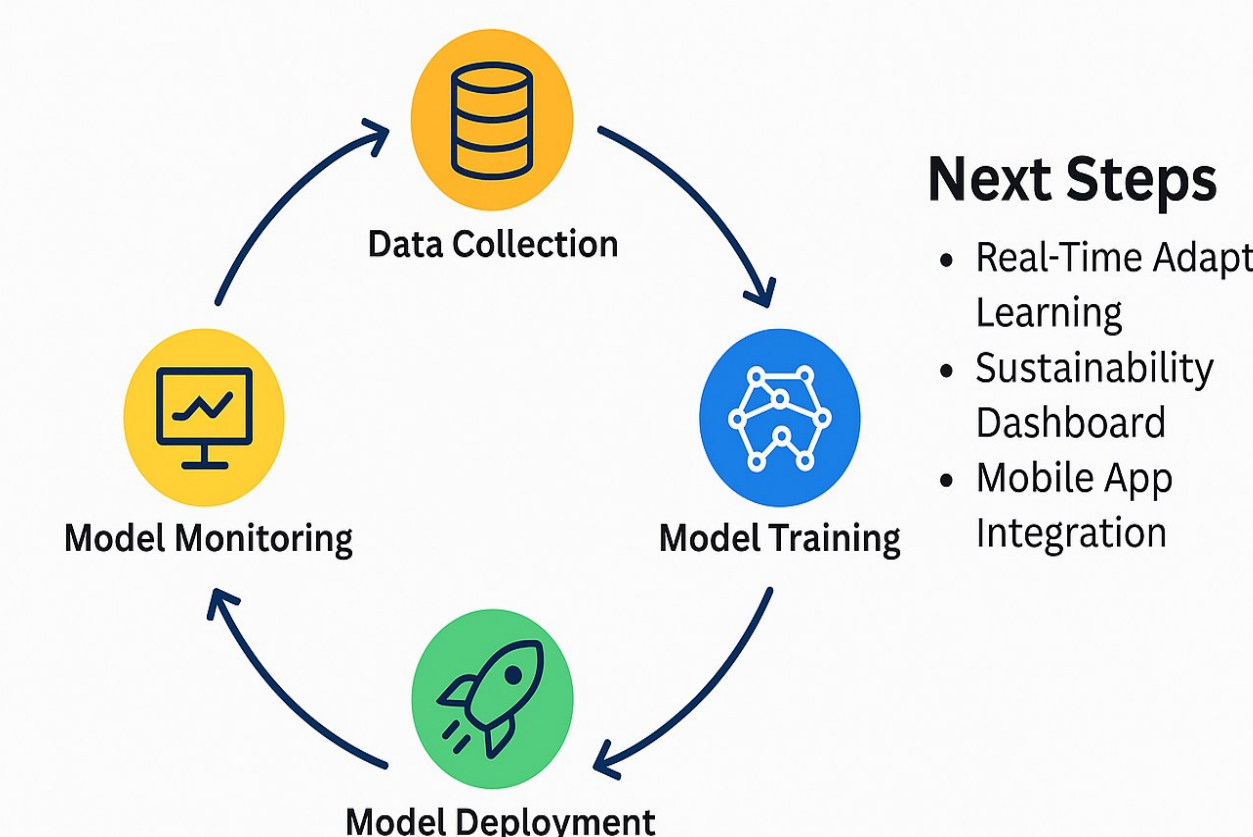 Data Collection
Model Monitoring
Model Training
Model Deployment
Next Steps
• Real-Time Adapt
Learning
• Sustainability
Dashboard
• Mobile App
Integration